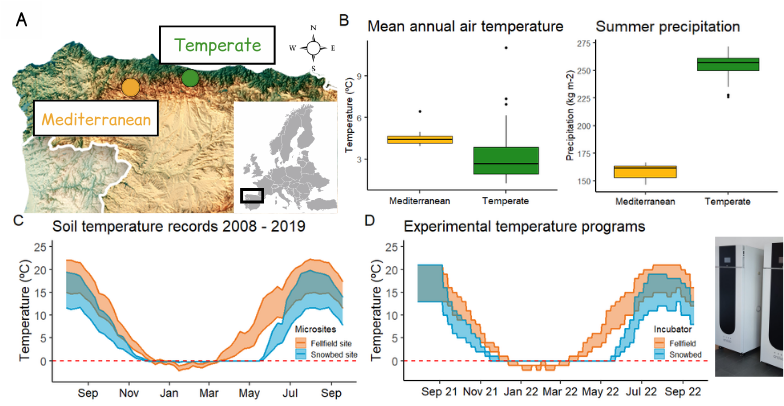 A
Temperate
Mediterranean
N
W E
S
B
Mean annual air temperature
Temperature (ºC)
9
6
3
Mediterranean Temperate
Summer precipitation
Precipitation (kg m-2)
275
250
225
200
175
150
Mediterranean Temperate
C
Soil temperature records 2008 - 2019
Temperature (ºC)
25
20
15
10
5
0
Microsites
Fellfield site
Snowbed site
Sep Nov Jan Mar May Jul Sep
D
Experimental temperature programs
Temperature (ºC)
25
20
15
10
5
0
Incubator
Fellfield
Snowbed
Sep 21 Nov 21 Jan 22 Mar 22 May 22 Jul 22 Sep 22